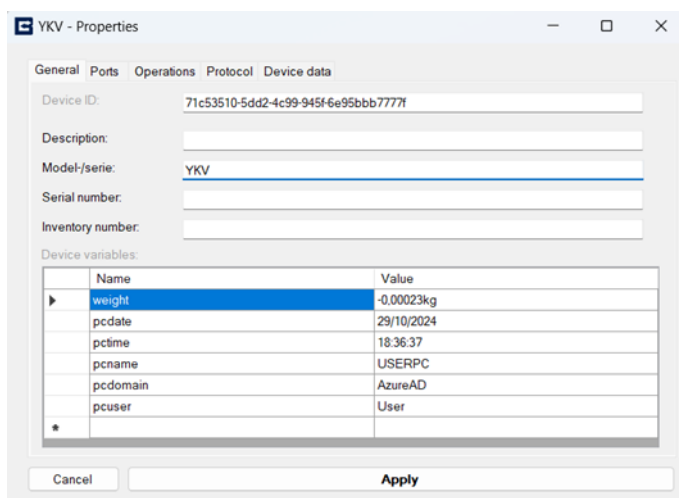 YKV - Properties
General Ports Operations Protocol Device data
Device ID: 71c53510-5dd2-4c99-945f-6e95bbb7777f
Description:
Model-/serie: YKV
Serial number:
Inventory number:
Device variables:
Name Value
weight -0,00023kg
pcdate 29/10/2024
pctime 18:36:37
pcname USERPC
pcdomain AzureAD
pcuser User
*
Cancel Apply